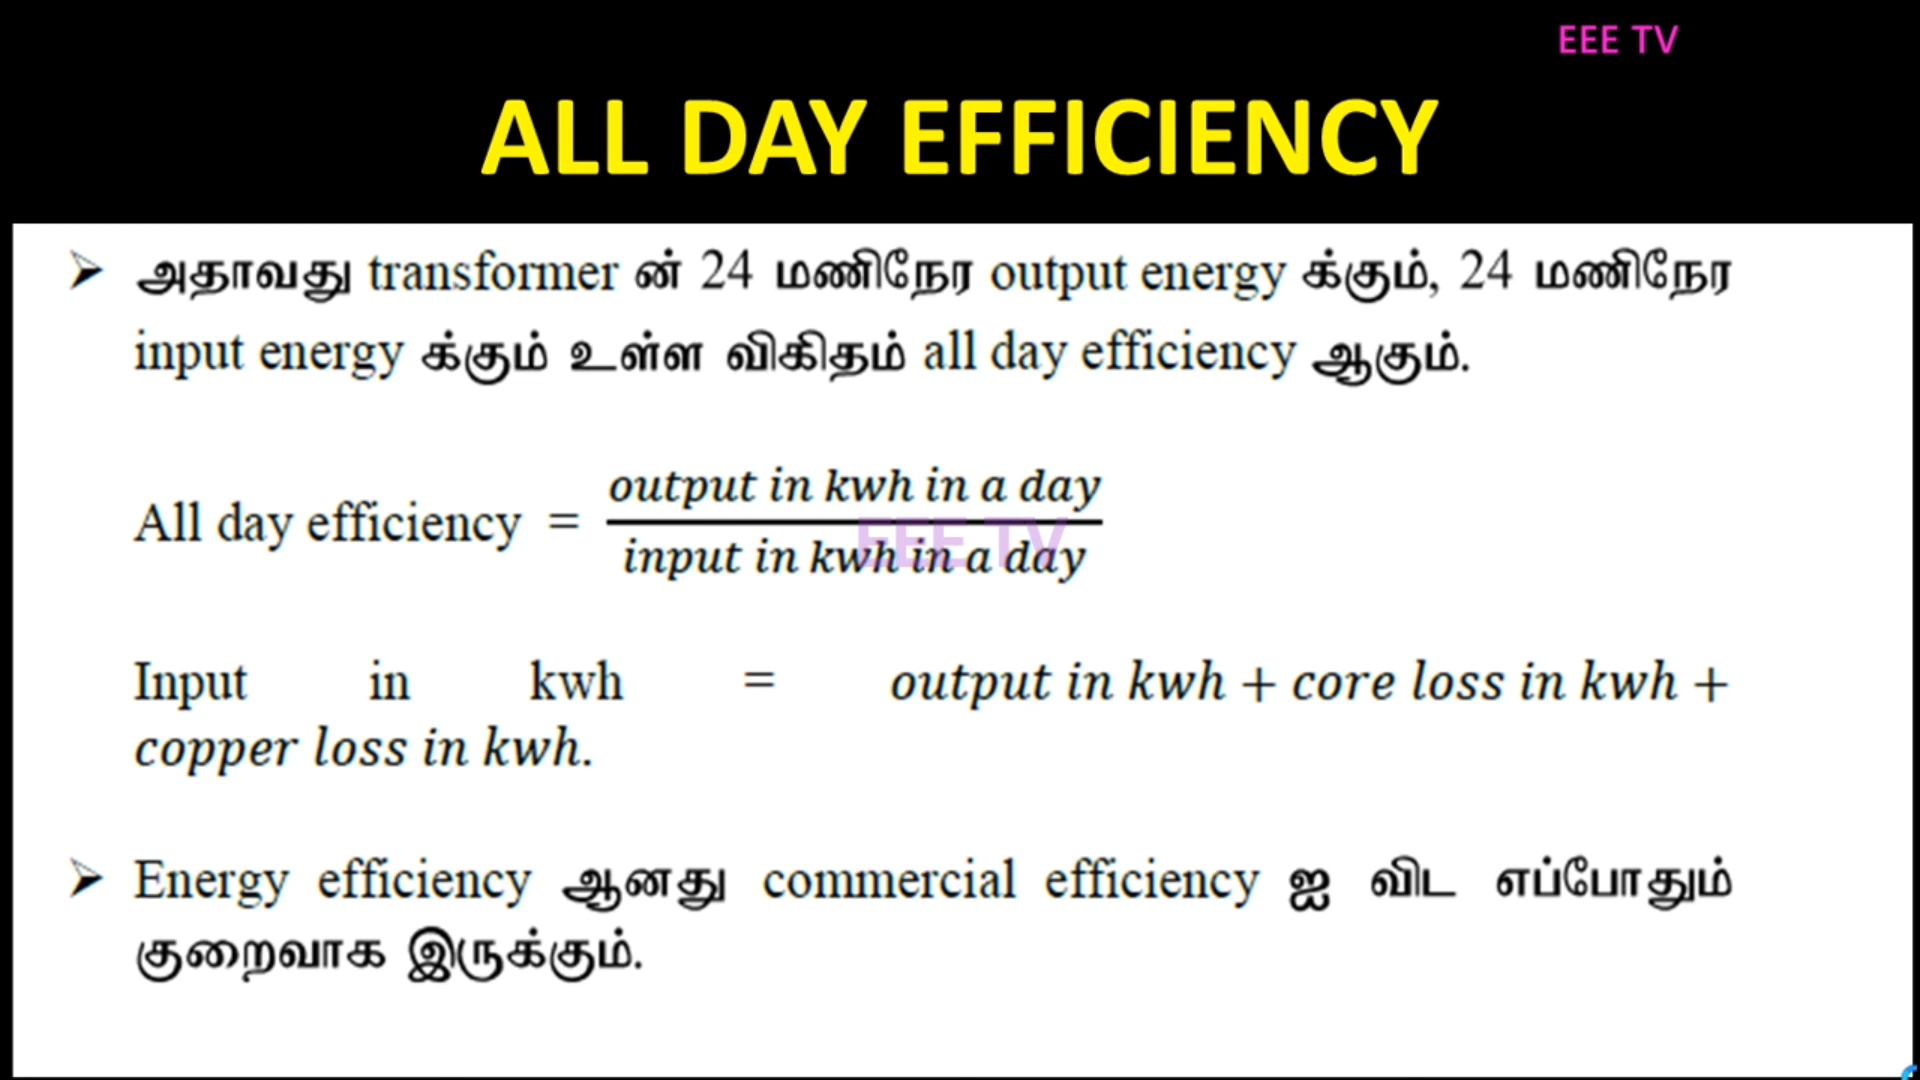 EEE TV
ALL DAY EFFICIENCY
➢ அதாவது transformer ன் 24 மணிநேர output energy க்கும், 24 மணிநேர
input energy க்கும் உள்ள விகிதம் all day efficiency ஆகும்.
All day efficiency = output in kwh in a day
input in kwh in a day
EEE TV
Input in kwh = output in kwh + core loss in kwh +
copper loss in kwh.
➢ Energy efficiency ஆனது commercial efficiency ஐ விட எப்போதும்
குறைவாக இருக்கும்.